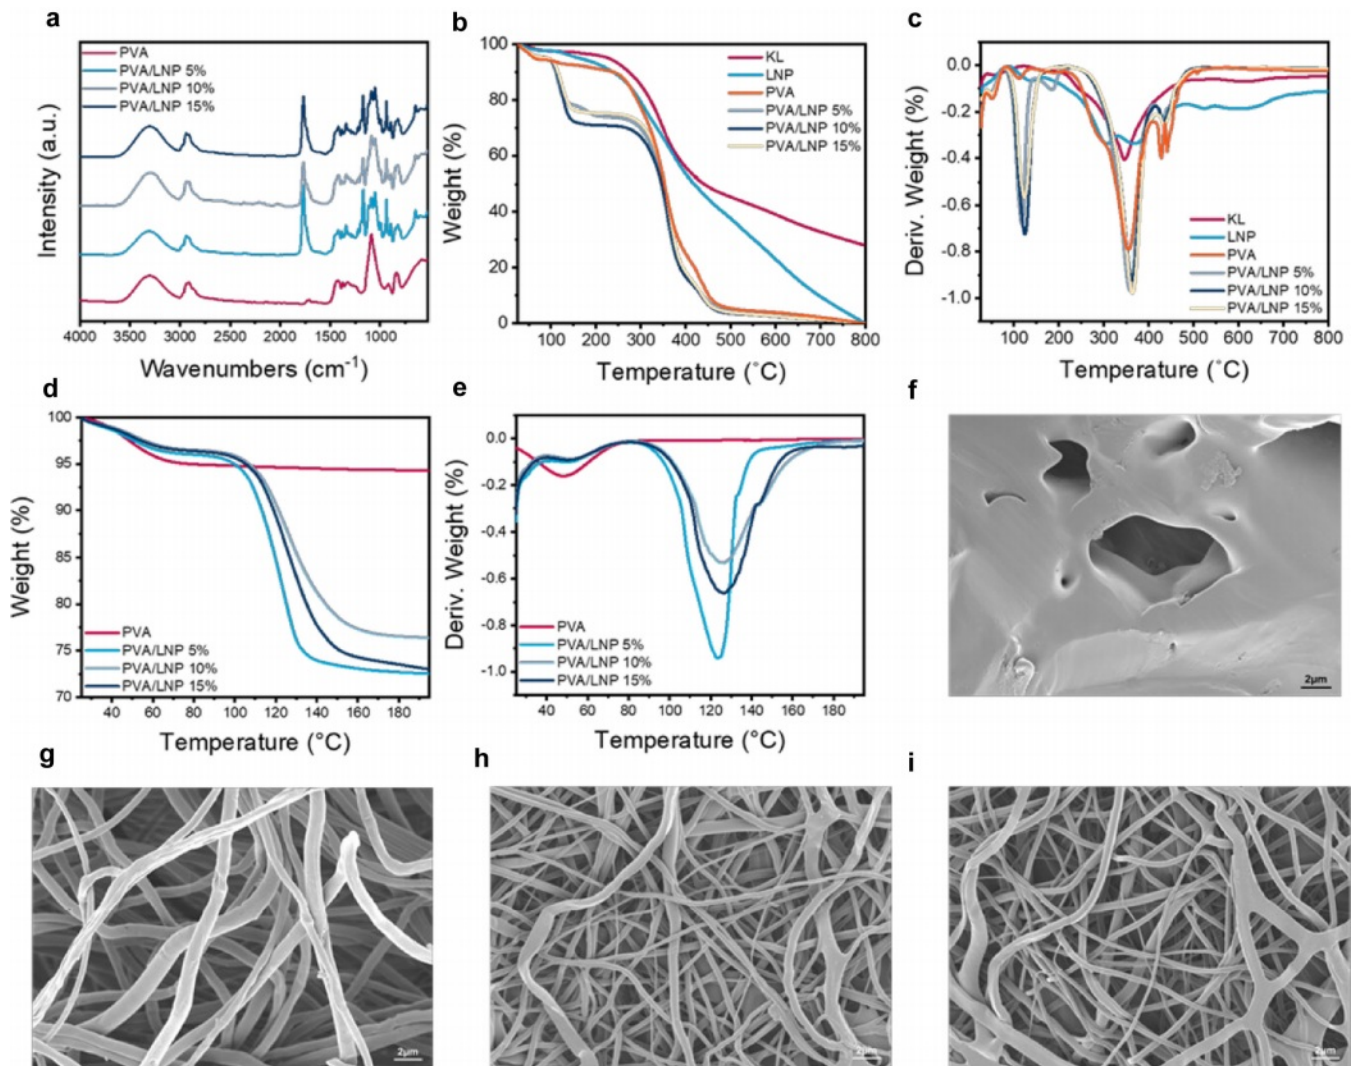 a
PVA
PVA/LNP 5%
PVA/LNP 10%
PVA/LNP 15%
Intensity (a.u.)
4000 3500 3000 2500 2000 1500 1000
Wavenumbers (cm⁻¹)
b
100
80
60
40
20
0
KL
LNP
PVA
PVA/LNP 5%
PVA/LNP 10%
PVA/LNP 15%
Weight (%)
100 200 300 400 500 600 700 800
Temperature (˚C)
c
0.0
-0.2
-0.4
-0.6
-0.8
-1.0
KL
LNP
PVA
PVA/LNP 5%
PVA/LNP 10%
PVA/LNP 15%
Deriv. Weight (%)
100 200 300 400 500 600 700 800
Temperature (˚C)
d
100
95
90
85
80
75
70
PVA
PVA/LNP 5%
PVA/LNP 10%
PVA/LNP 15%
Weight (%)
40 60 80 100 120 140 160 180
Temperature (°C)
e
0.0
-0.2
-0.4
-0.6
-0.8
-1.0
PVA
PVA/LNP 5%
PVA/LNP 10%
PVA/LNP 15%
Deriv. Weight (%)
40 60 80 100 120 140 160 180
Temperature (°C)
f
2µm
g
2µm
h
2µm
i
2µm